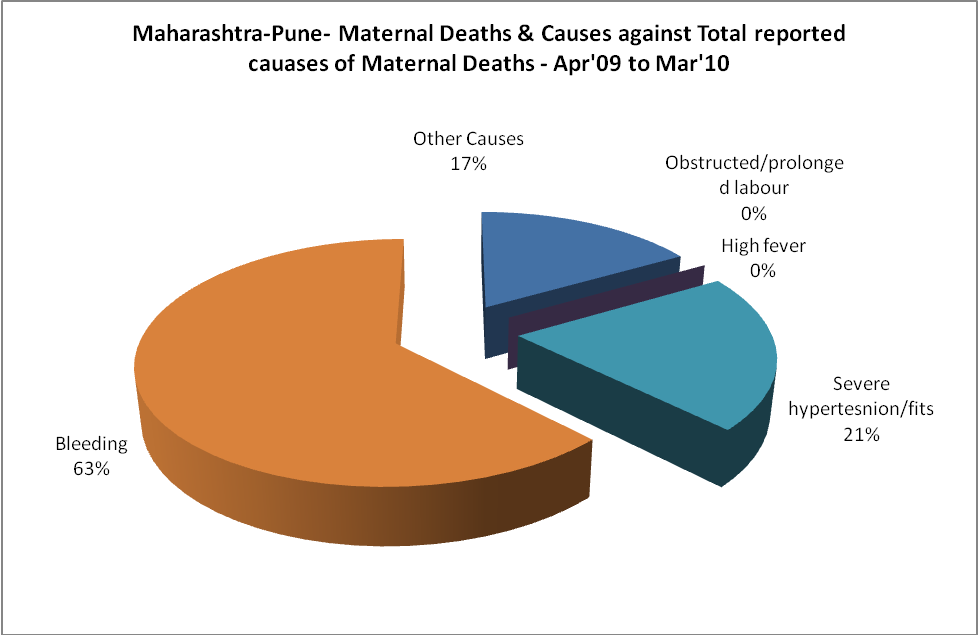 Maharashtra-Pune- Maternal Deaths & Causes against Total reported
cauases of Maternal Deaths - Apr'09 to Mar'10
Other Causes
17%
Obstructed/prolonge
d labour
0%
High fever
0%
Severe
hypertesnion/fits
21%
Bleeding
63%